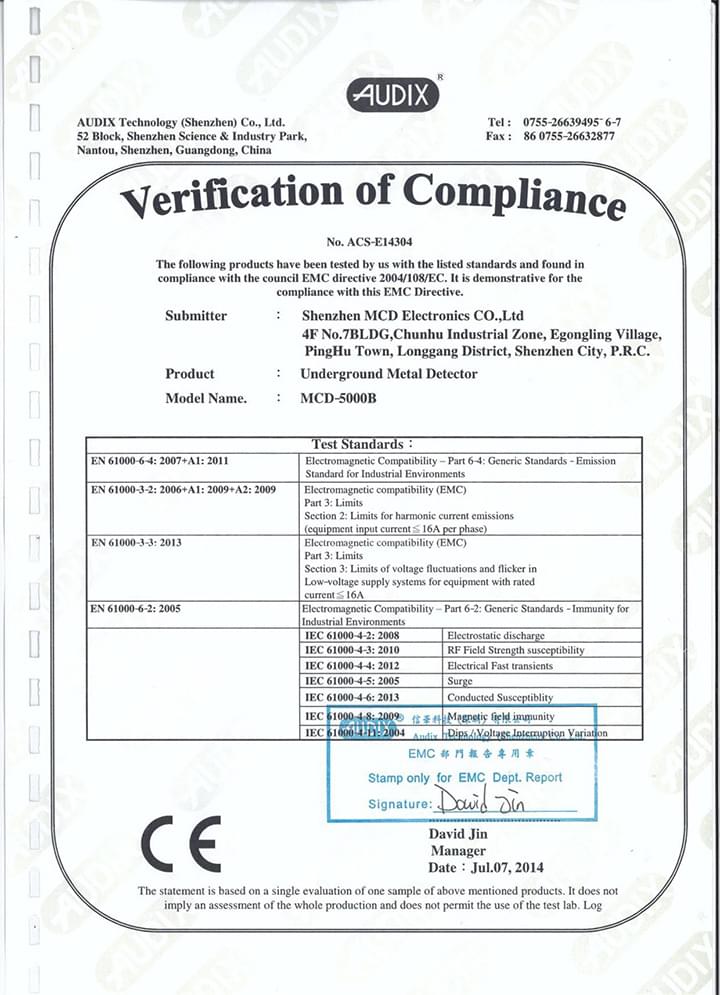 AUDIX ®
AUDIX Technology (Shenzhen) Co., Ltd.
52 Block, Shenzhen Science & Industry Park,
Nantou, Shenzhen, Guangdong, China
Tel : 0755-26639495~6-7
Fax : 86 0755-26632877
Verification of Compliance
No. ACS-E14304
The following products have been tested by us with the listed standards and found in
compliance with the council EMC directive 2004/108/EC. It is demonstrative for the
compliance with this EMC Directive.
Submitter : Shenzhen MCD Electronics CO.,Ltd
4F No.7BLDG,Chunhu Industrial Zone, Egongling Village,
PingHu Town, Longgang District, Shenzhen City, P.R.C.
Product : Underground Metal Detector
Model Name. : MCD-5000B
Test Standards :
EN 61000-6-4: 2007+A1: 2011 Electromagnetic Compatibility – Part 6-4: Generic Standards - Emission
Standard for Industrial Environments
EN 61000-3-2: 2006+A1: 2009+A2: 2009 Electromagnetic compatibility (EMC)
Part 3: Limits
Section 2: Limits for harmonic current emissions
(equipment input current≦16A per phase)
EN 61000-3-3: 2013 Electromagnetic compatibility (EMC)
Part 3: Limits
Section 3: Limits of voltage fluctuations and flicker in
Low-voltage supply systems for equipment with rated
current≦16A
EN 61000-6-2: 2005 Electromagnetic Compatibility – Part 6-2: Generic Standards - Immunity for
Industrial Environments
IEC 61000-4-2: 2008 Electrostatic discharge
IEC 61000-4-3: 2010 RF Field Strength susceptibility
IEC 61000-4-4: 2012 Electrical Fast transients
IEC 61000-4-5: 2005 Surge
IEC 61000-4-6: 2013 Conducted Susceptiblity
IEC 61000-4-8: 2009 Magnetic field immunity
IEC 61000-4-11: 2004 Dips / Voltage Interruption Variation
AUDIX ® 信華科技
Audix
EMC 部門報告專用章
Stamp only for EMC Dept. Report
Signature: David Jin
CE
David Jin
Manager
Date : Jul.07, 2014
The statement is based on a single evaluation of one sample of above mentioned products. It does not
imply an assessment of the whole production and does not permit the use of the test lab. Log